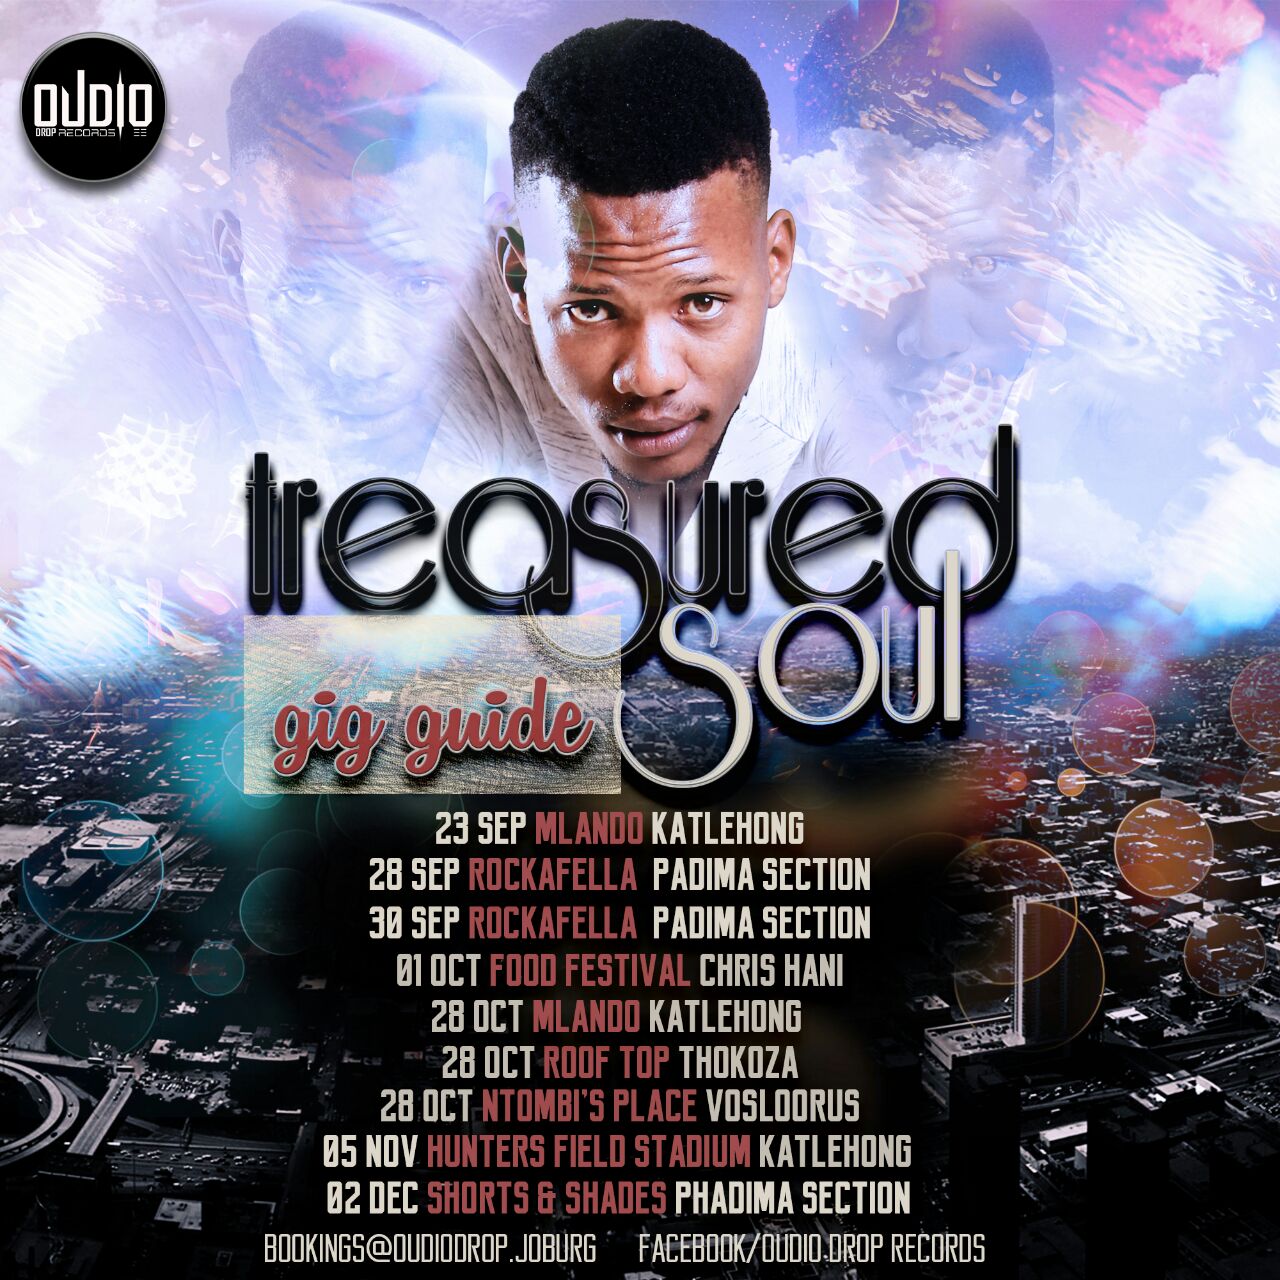 OUDIO
DROP RECORDS
treasured
soul
gig guide
23 SEP MLANDO KATLEHONG
28 SEP ROCKAFELLA PADIMA SECTION
30 SEP ROCKAFELLA PADIMA SECTION
01 OCT FOOD FESTIVAL CHRIS HANI
28 OCT MLANDO KATLEHONG
28 OCT ROOF TOP THOKOZA
28 OCT NTOMBI'S PLACE VOSLOORUS
05 NOV HUNTERS FIELD STADIUM KATLEHONG
02 DEC SHORTS & SHADES PHADIMA SECTION
BOOKINGS@OUDIODROP.JOBURG FACEBOOK/OUDIO.DROP RECORDS